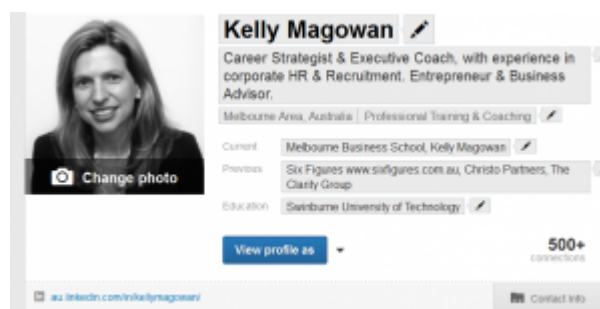 Kelly Magowan
Career Strategist & Executive Coach, with experience in
corporate HR & Recruitment. Entrepreneur & Business
Advisor.
Melbourne Area, Australia | Professional Training & Coaching
Current Melbourne Business School, Kelly Magowan
Previous Six Figures www.sixfigures.com.au, Christo Partners, The
Clarity Group
Change photo
Education Swinburne University of Technology
View profile as
500+
connections
au.linkedin.com/in/kellymagowan/
Contact Info